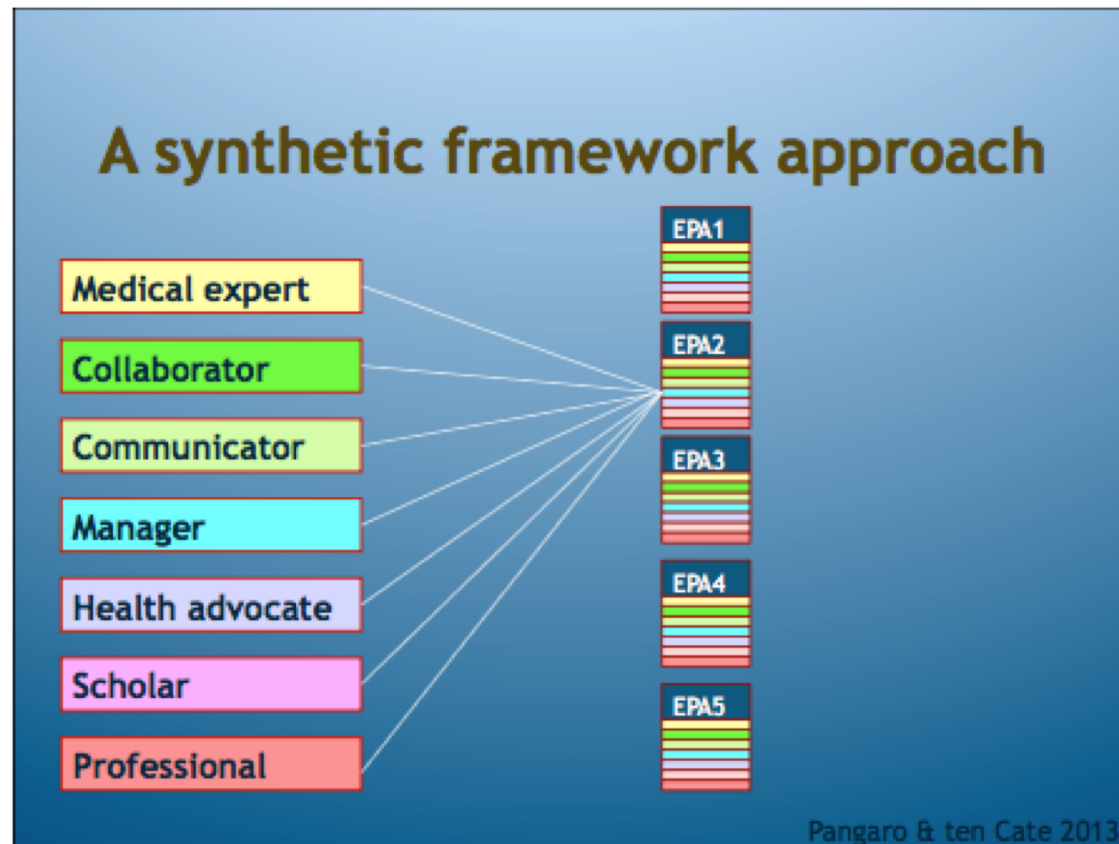 A synthetic framework approach
Medical expert
Collaborator
Communicator
Manager
Health advocate
Scholar
Professional
EPA1
EPA2
EPA3
EPA4
EPA5
Pangaro & ten Cate 2013